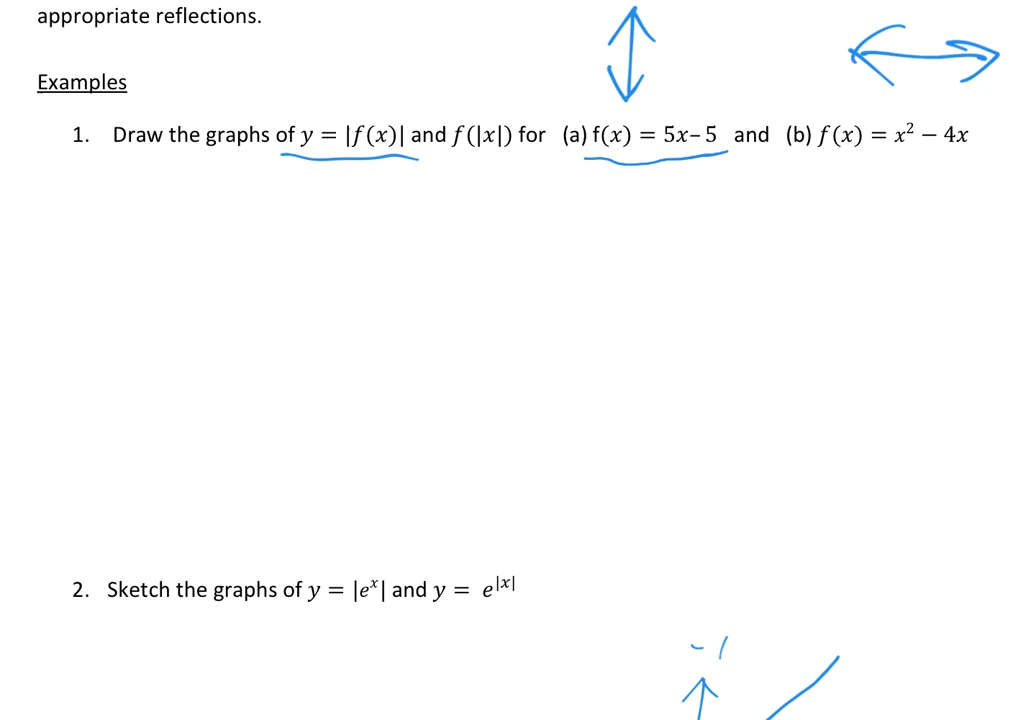 appropriate reflections.
Examples
1. Draw the graphs of y = |f(x)| and f(|x|) for (a) f(x) = 5x– 5 and (b) f(x) = x² − 4x
2. Sketch the graphs of y = |eˣ| and y = e^|x|
-1